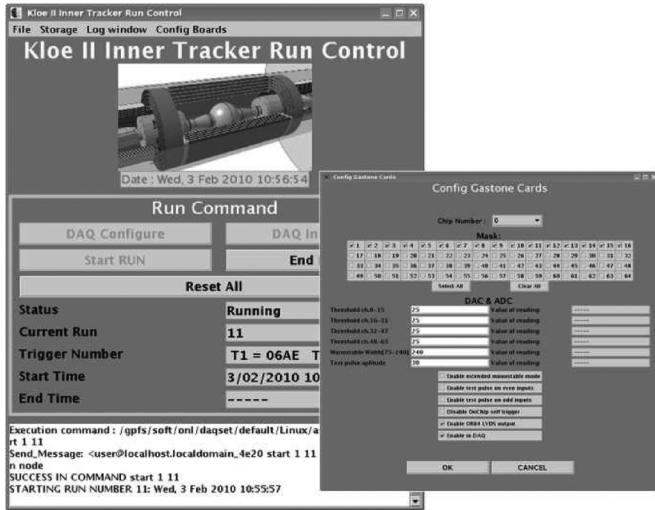 Kloe II Inner Tracker Run Control
File Storage Log window Config Boards
Kloe II Inner Tracker Run Control
Date : Wed, 3 Feb 2010 10:56:54
Run Command
DAQ Configure DAQ In
Start RUN End
Reset All
Status Running
Current Run 11
Trigger Number T1 = 06AE T
Start Time 3/02/2010 10
End Time -----
Execution command : /gpfs/soft/onl/daqset/default/Linux/a
rt 1 11
Send_Message: <user@localhost.localdomain_4e20 start 1 11
n node
SUCCESS IN COMMAND start 1 11
STARTING RUN NUMBER 11: Wed, 3 Feb 2010 10:55:57
Config Gastone Cards
Config Gastone Cards
Chip Number : 0
Mask:
1 2 3 4 5 6 7 8 9 10 11 12 13 14 15 16
17 18 19 20 21 22 23 24 25 26 27 28 29 30 31 32
33 34 35 36 37 38 39 40 41 42 43 44 45 46 47 48
49 50 51 52 53 54 55 56 57 58 59 60 61 62 63 64
Select All Clear All
DAC & ADC
Threshold ch.0-15 25 Value of reading: -----
Threshold ch.16-31 25 Value of reading: -----
Threshold ch.32-47 25 Value of reading: -----
Threshold ch.48-63 25 Value of reading: -----
Monostable Width[75-240] 240 Value of reading: -----
Test pulse aplitude 30 Value of reading: -----
Enable extended monostable mode
Enable test pulse on even inputs
Enable test pulse on odd inputs
Disable OnChip self trigger
Enable OR64 LVDS output
Enable in DAQ
OK CANCEL